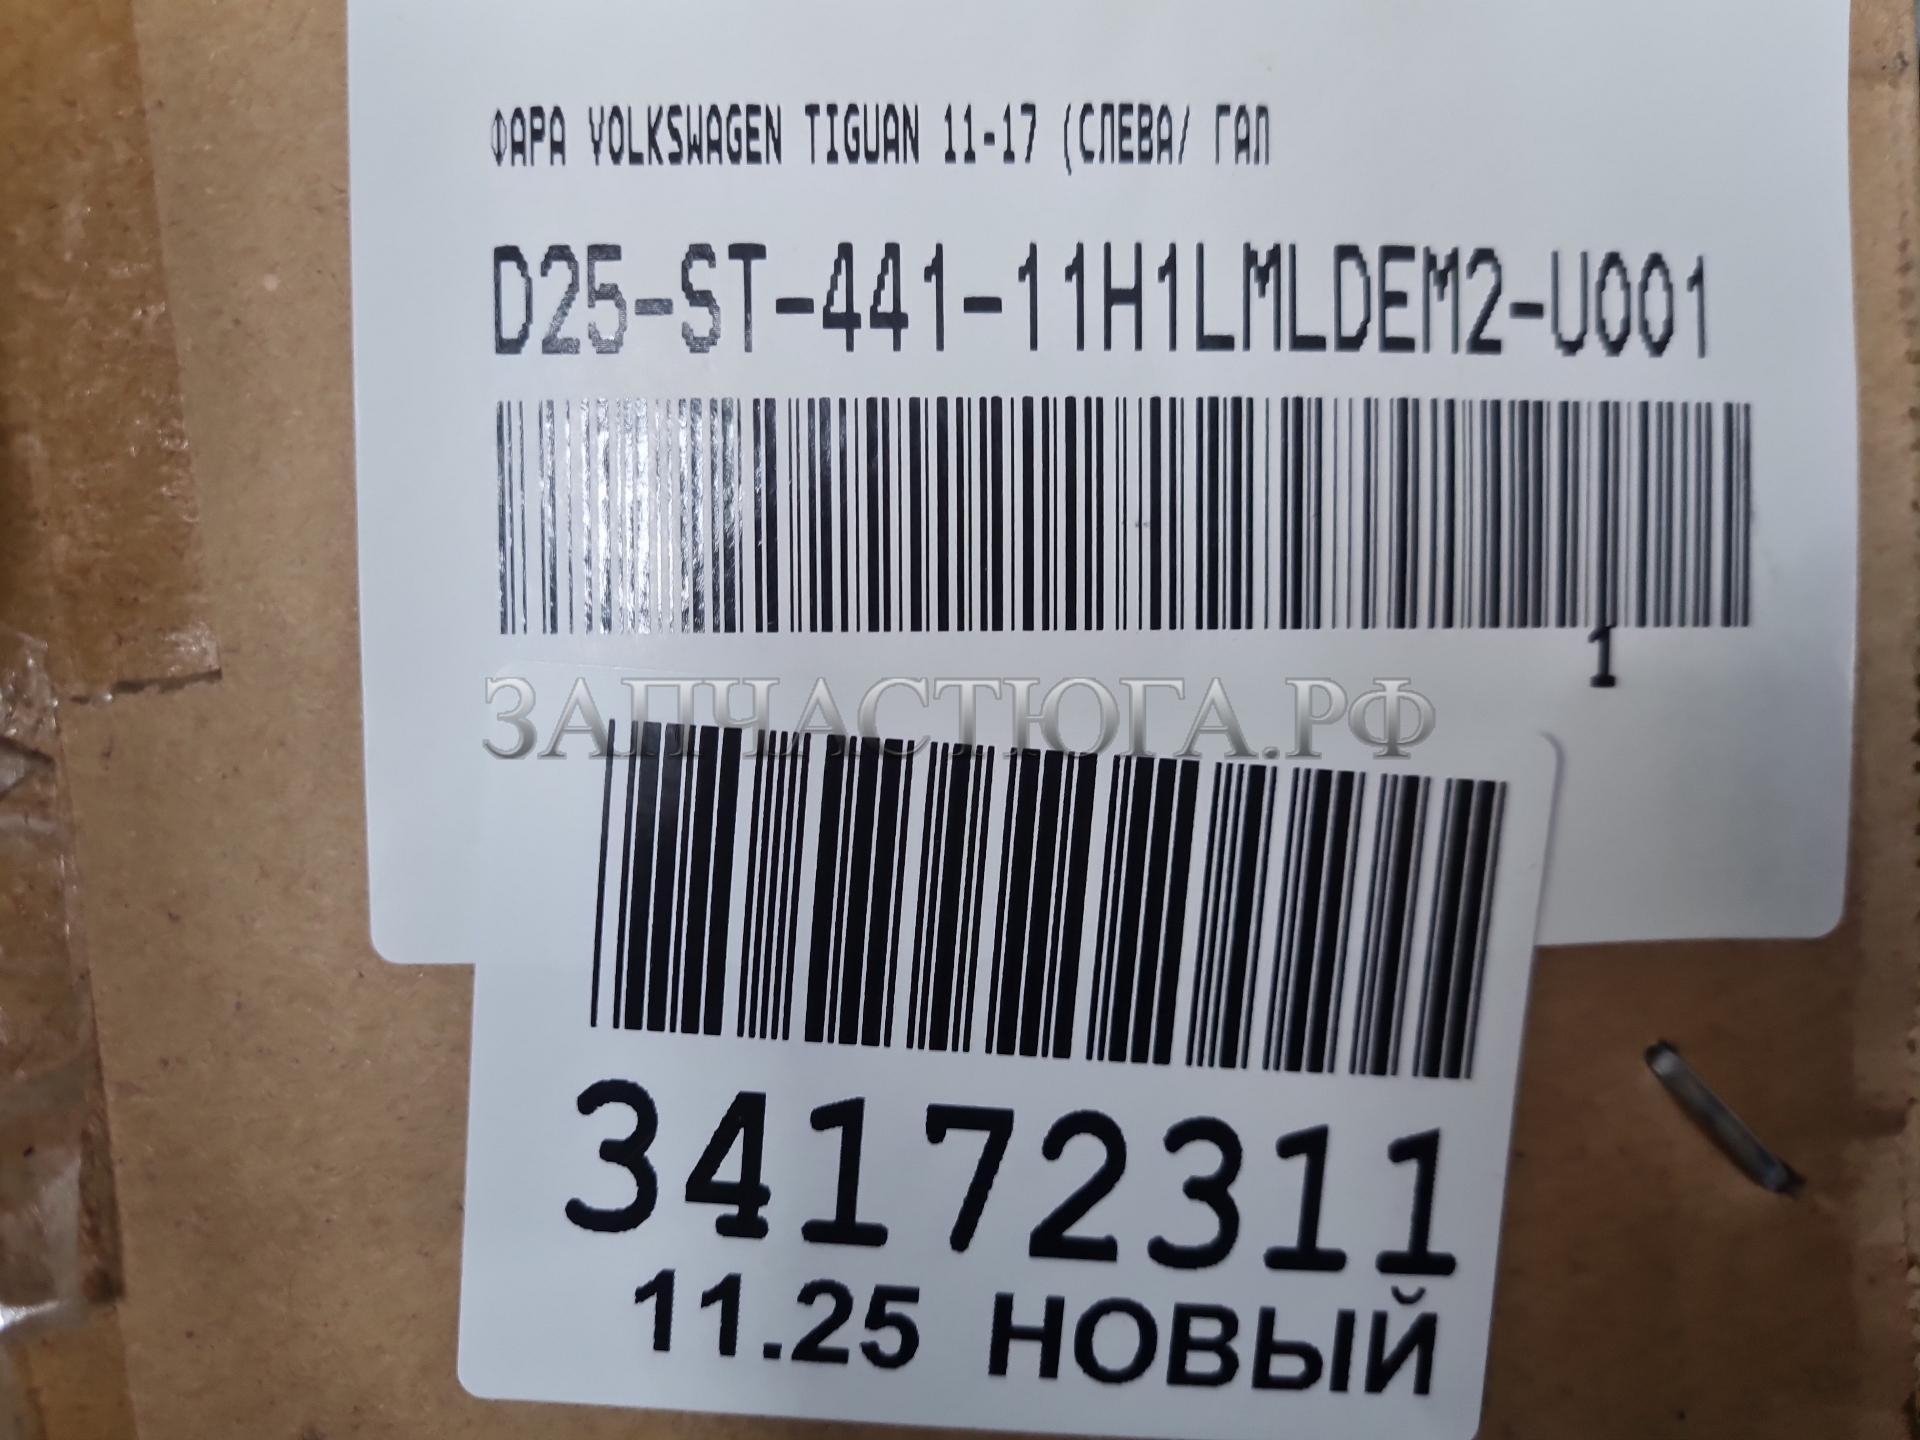 ФАРА VOLKSWAGEN TIGUAN 11-17 (СЛЕВА/ ГАЛ
D25-ST-441-11H1LMLDEM2-U001
1
ЗАПЧАСТЮГА.РФ
34172311
11.25 НОВЫЙ